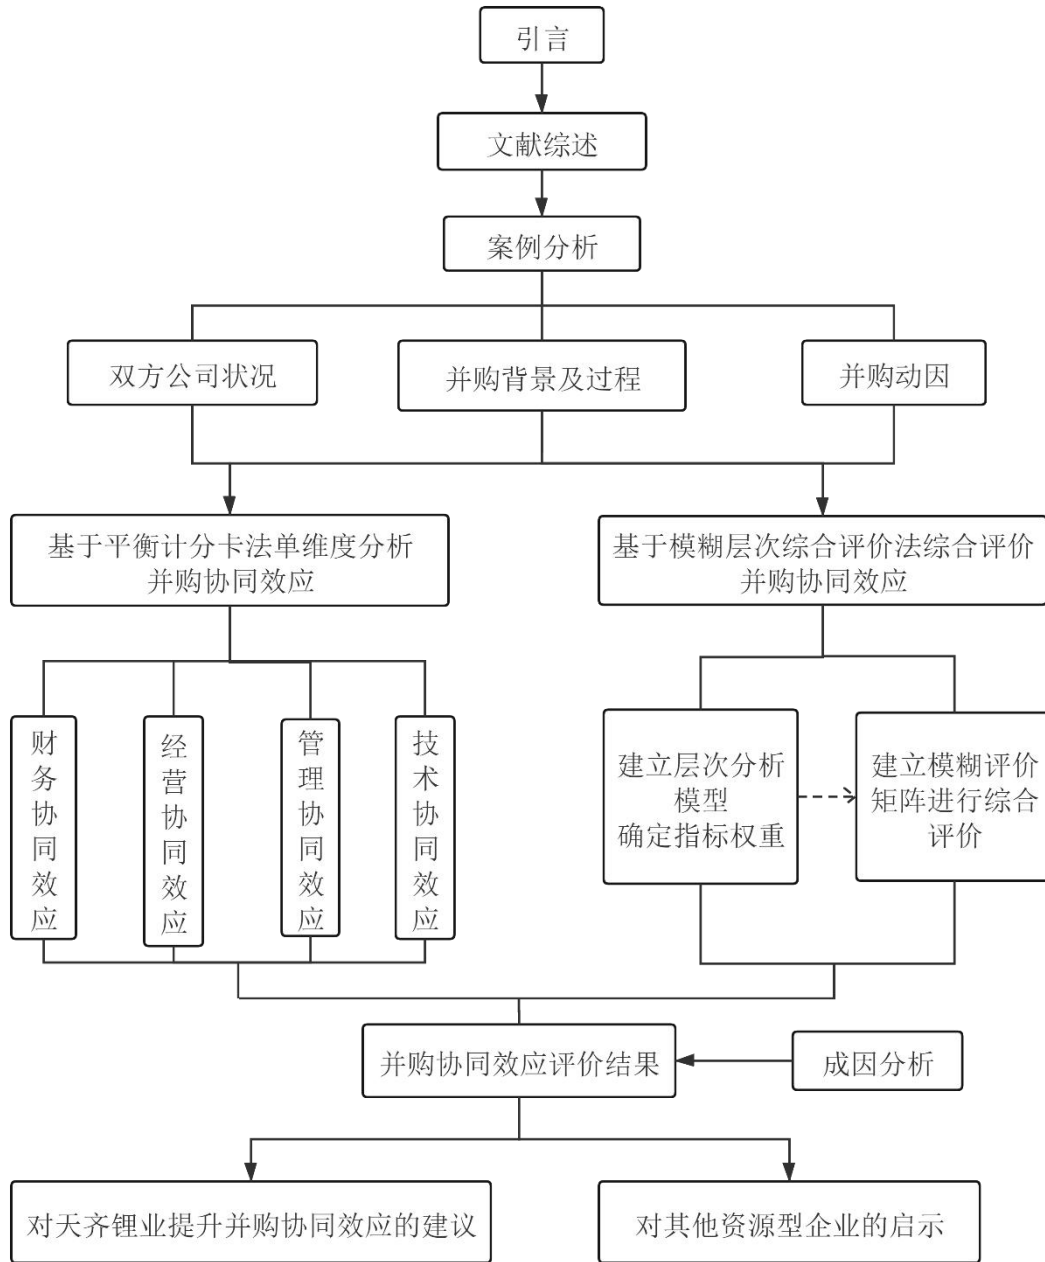 引言
文献综述
案例分析
双方公司状况
并购背景及过程
并购动因
基于平衡计分卡法单维度分析
并购协同效应
基于模糊层次综合评价法综合评价
并购协同效应
财务协同效应
经营协同效应
管理协同效应
技术协同效应
建立层次分析
模型
确定指标权重
建立模糊评价
矩阵进行综合
评价
并购协同效应评价结果
成因分析
对天齐锂业提升并购协同效应的建议
对其他资源型企业的启示